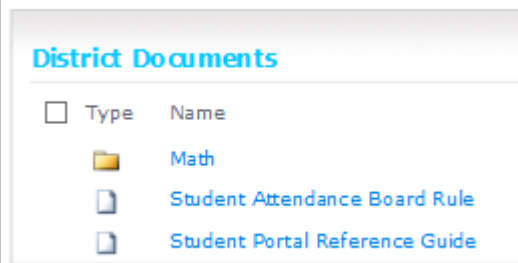 District Documents
Type Name
Math
Student Attendance Board Rule
Student Portal Reference Guide